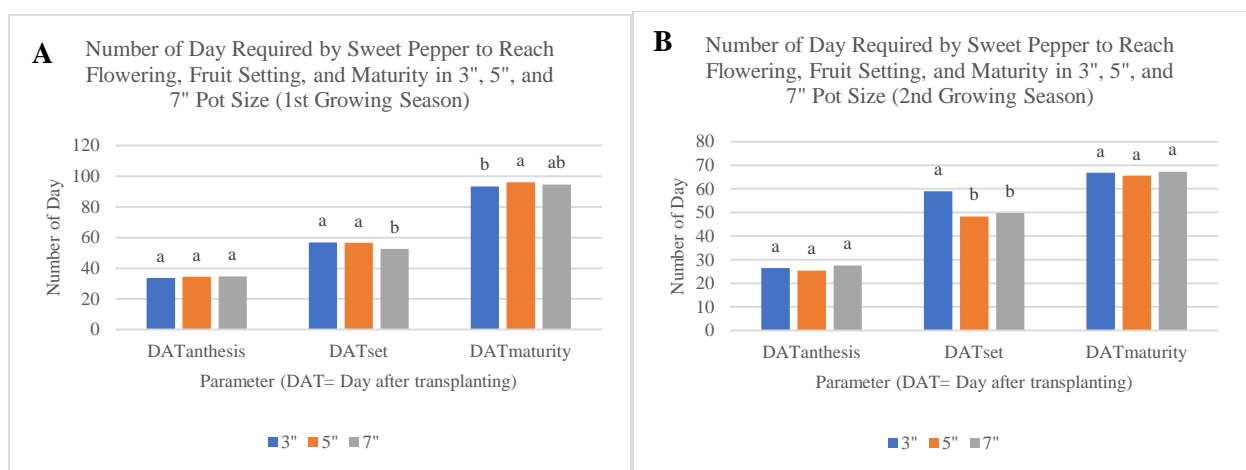 A
Number of Day Required by Sweet Pepper to Reach
Flowering, Fruit Setting, and Maturity in 3", 5", and
7" Pot Size (1st Growing Season)
Number of Day
120
100
80
60
40
20
0
a a a
a a b
b a ab
DATanthesis DATset DATmaturity
Parameter (DAT= Day after transplanting)
3" 5" 7"
B
Number of Day Required by Sweet Pepper to Reach
Flowering, Fruit Setting, and Maturity in 3", 5", and
7" Pot Size (2nd Growing Season)
Number of Day
80
70
60
50
40
30
20
10
0
a a a
a b b
a a a
DATanthesis DATset DATmaturity
Parameter (DAT= Day after transplanting)
3" 5" 7"